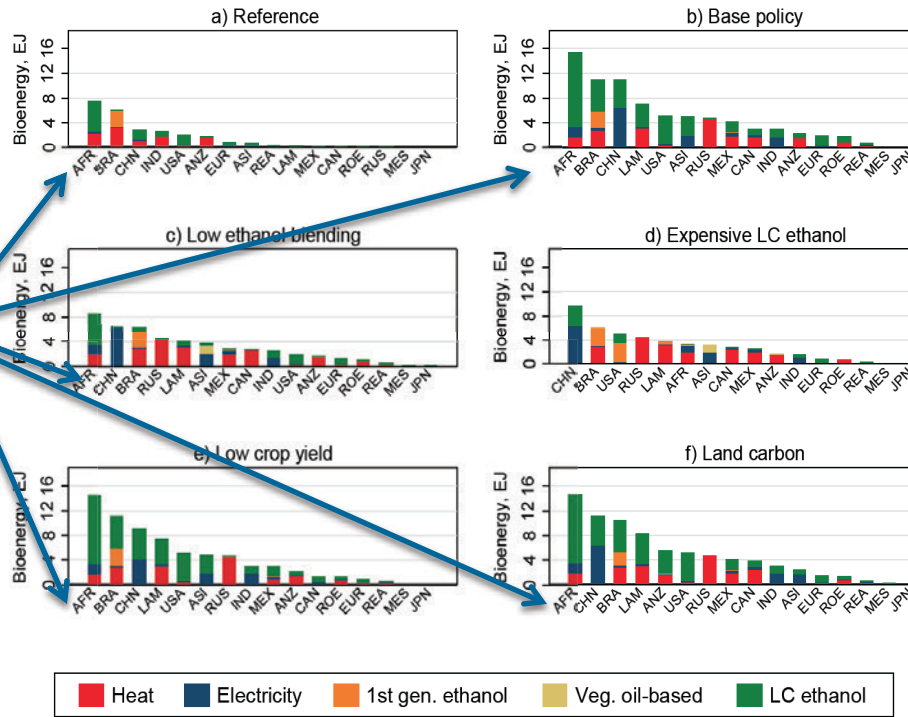 a) Reference
Bioenergy, EJ
0 4 8 12 16
AFR BRA CHN IND USA ANZ EUR ASI REA LAM MEX CAN ROE RUS MES JPN
b) Base policy
Bioenergy, EJ
0 4 8 12 16
AFR BRA CHN LAM USA ASI RUS MEX CAN IND ANZ EUR ROE REA MES JPN
c) Low ethanol blending
Bioenergy, EJ
0 4 8 12 16
AFR CHN BRA RUS LAM ASI MEX CAN IND USA ANZ EUR ROE REA MES JPN
d) Expensive LC ethanol
Bioenergy, EJ
0 4 8 12 16
CHN BRA USA RUS LAM AFR ASI CAN MEX ANZ IND EUR ROE REA MES JPN
e) Low crop yield
Bioenergy, EJ
0 4 8 12 16
AFR BRA CHN LAM USA ASI RUS IND MEX ANZ CAN ROE EUR REA MES JPN
f) Land carbon
Bioenergy, EJ
0 4 8 12 16
AFR CHN BRA LAM ANZ USA RUS MEX CAN IND ASI EUR ROE REA MES JPN
Heat Electricity 1st gen. ethanol Veg. oil-based LC ethanol